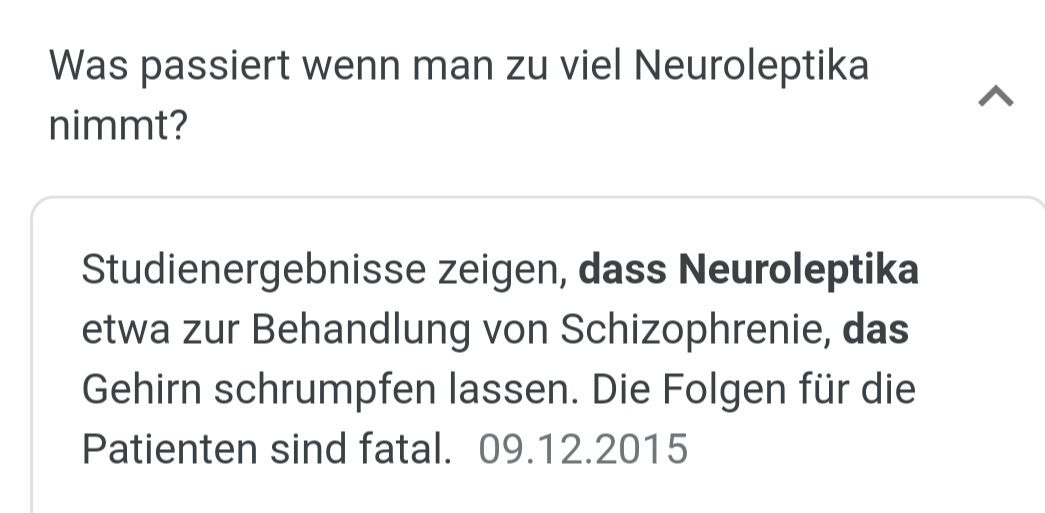 Was passiert wenn man zu viel Neuroleptika
nimmt?
Studienergebnisse zeigen, dass Neuroleptika
etwa zur Behandlung von Schizophrenie, das
Gehirn schrumpfen lassen. Die Folgen für die
Patienten sind fatal. 09.12.2015